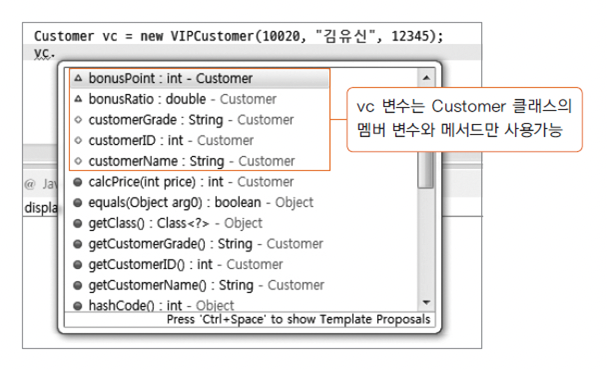 Customer vc = new VIPCustomer(10020, "김유신", 12345);
vc.
bonusPoint : int - Customer
bonusRatio : double - Customer
customerGrade : String - Customer
customerID : int - Customer
customerName : String - Customer
calcPrice(int price) : int - Customer
equals(Object arg0) : boolean - Object
getClass() : Class<?> - Object
getCustomerGrade() : String - Customer
getCustomerID() : int - Customer
getCustomerName() : String - Customer
hashCode() : int - Object
Press 'Ctrl+Space' to show Template Proposals
vc 변수는 Customer 클래스의
멤버 변수와 메서드만 사용가능
@ Jav
displa